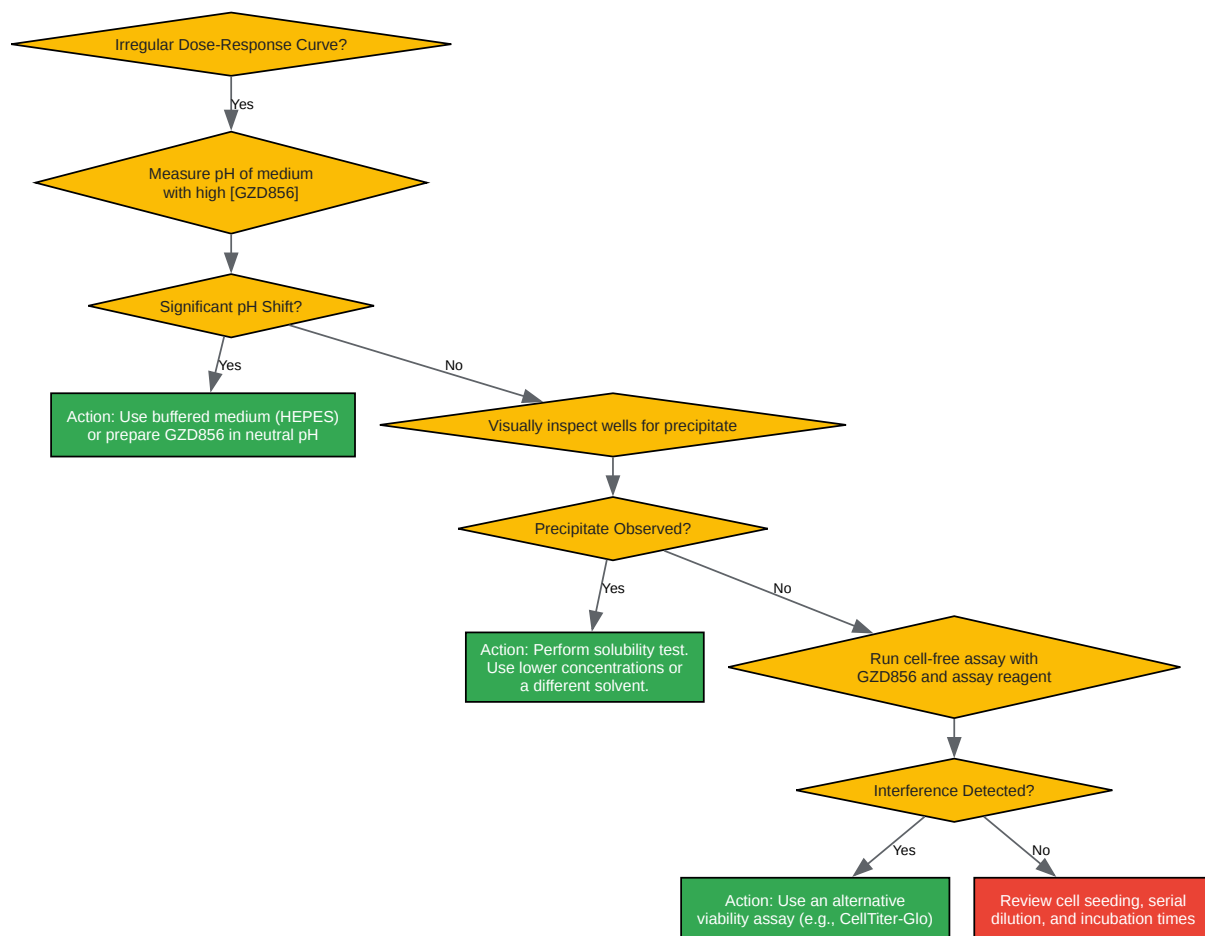 Irregular Dose-Response Curve?
Yes
Measure pH of medium
with high [GZD856]
Significant pH Shift?
Yes
No
Action: Use buffered medium (HEPES)
or prepare GZD856 in neutral pH
Visually inspect wells for precipitate
Precipitate Observed?
Yes
No
Action: Perform solubility test.
Use lower concentrations or
a different solvent.
Run cell-free assay with
GZD856 and assay reagent
Interference Detected?
Yes
No
Action: Use an alternative
viability assay (e.g., CellTiter-Glo)
Review cell seeding, serial
dilution, and incubation times